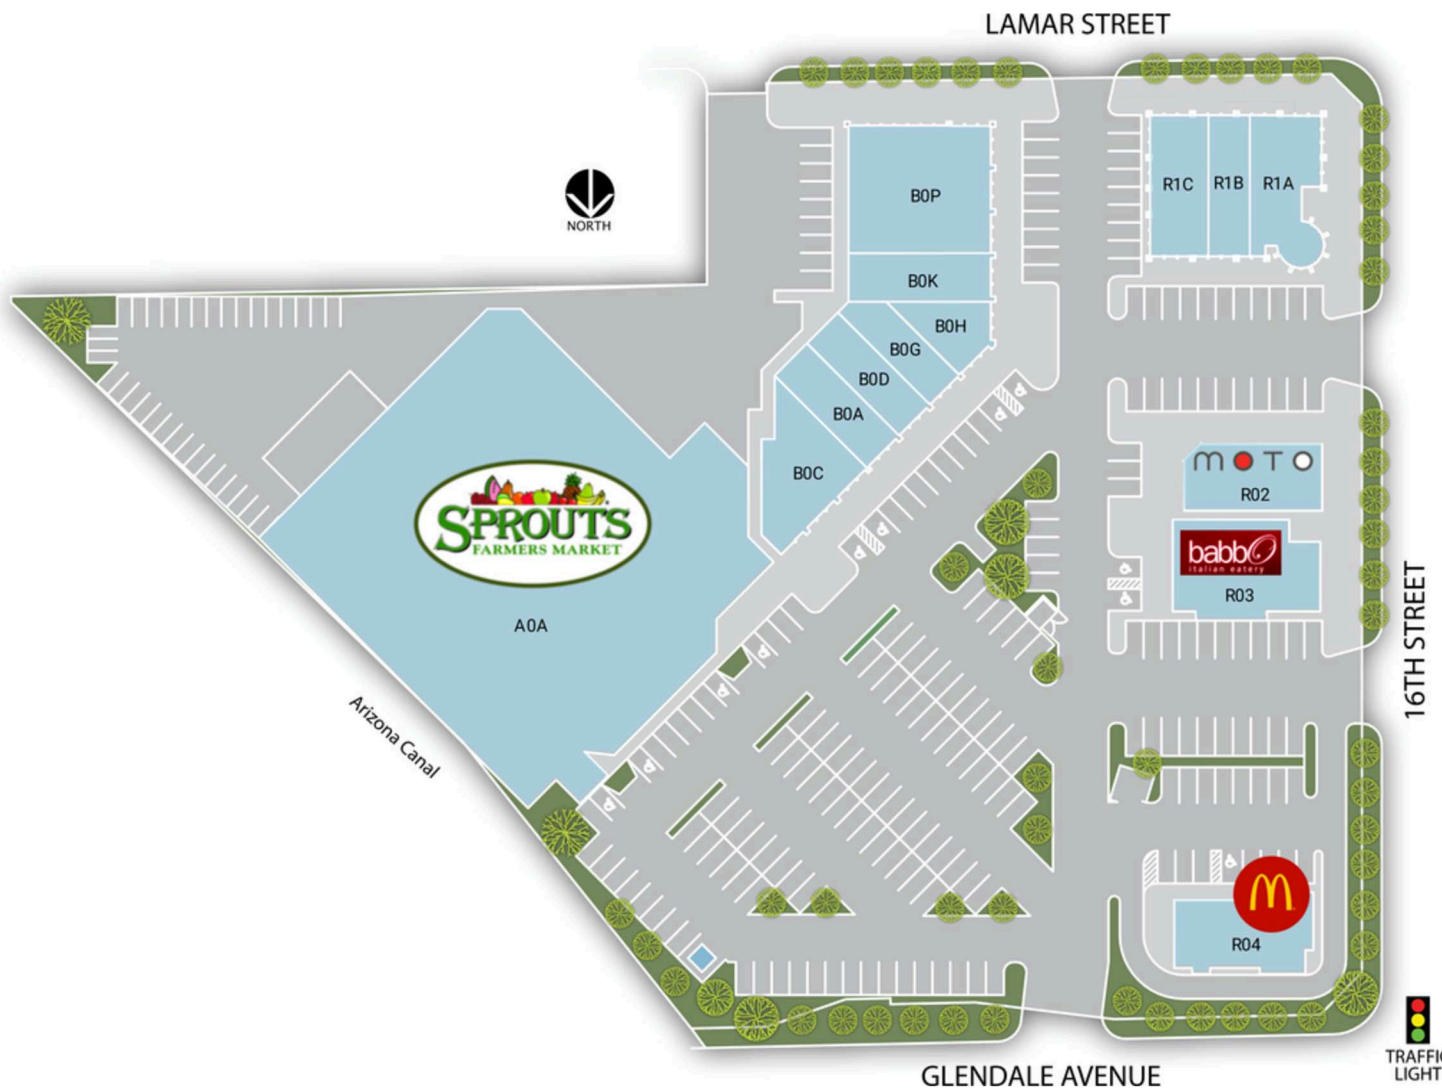 LAMAR STREET
NORTH
B0P
R1C
R1B
R1A
B0K
B0H
B0G
B0D
B0A
B0C
MOTO
R02
babbO
italian eatery
R03
SPROUTS
FARMERS MARKET
A0A
16TH STREET
Arizona Canal
M
R04
GLENDALE AVENUE
TRAFFIC
LIGHT